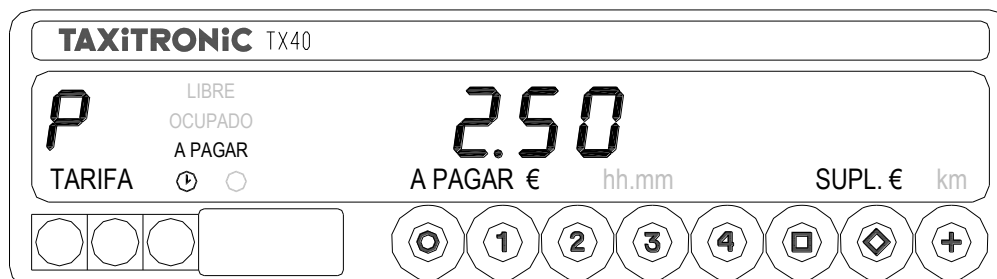 TAXiTRONiC TX40
LIBRE
P OCUPADO 2.50
A PAGAR
TARIFA A PAGAR € hh.mm SUPL. € km
1 2 3 4 +